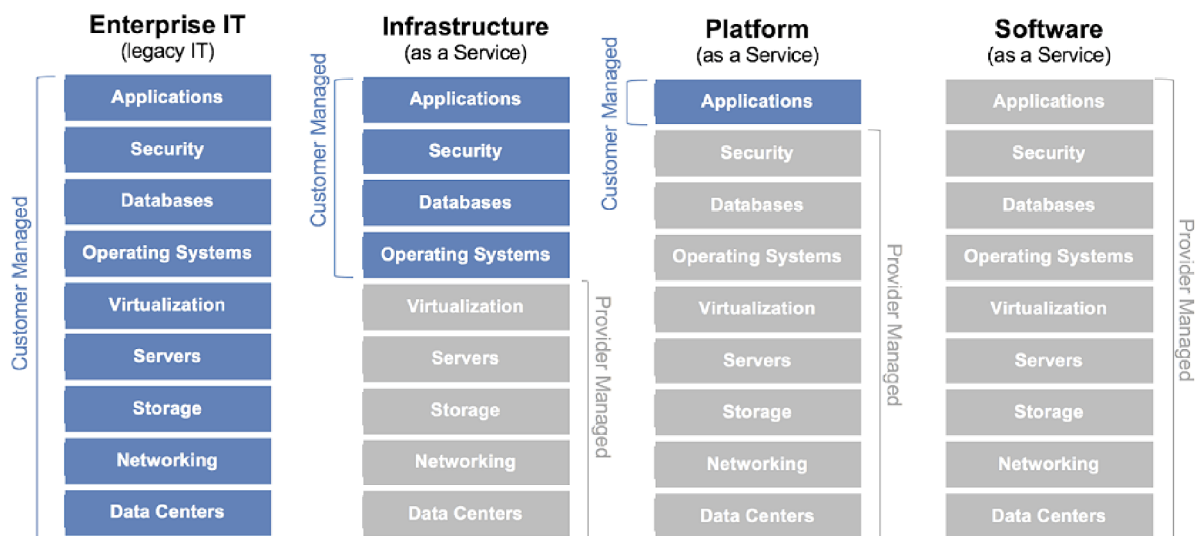 Enterprise IT
(legacy IT)
Customer Managed
Applications
Security
Databases
Operating Systems
Virtualization
Servers
Storage
Networking
Data Centers
Infrastructure
(as a Service)
Customer Managed
Applications
Security
Databases
Operating Systems
Virtualization
Servers
Storage
Networking
Data Centers
Provider Managed
Platform
(as a Service)
Customer Managed
Applications
Security
Databases
Operating Systems
Virtualization
Servers
Storage
Networking
Data Centers
Provider Managed
Software
(as a Service)
Applications
Security
Databases
Operating Systems
Virtualization
Servers
Storage
Networking
Data Centers
Provider Managed